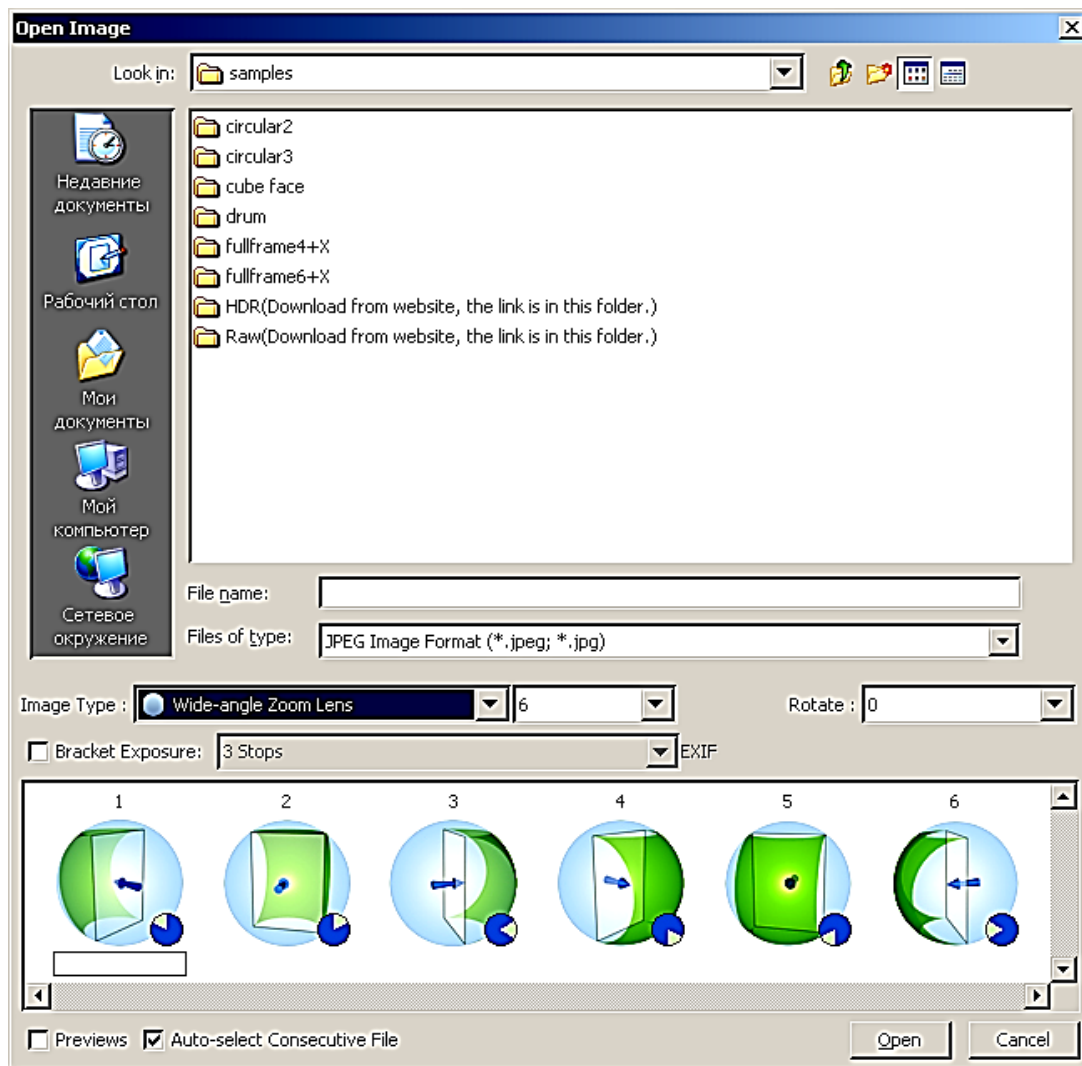 Open Image
Look in:
samples
Недавние
документы
Рабочий стол
Мои
документы
Мой
компьютер
Сетевое
окружение
circular2
circular3
cube face
drum
fullframe4+X
fullframe6+X
HDR(Download from website, the link is in this folder.)
Raw(Download from website, the link is in this folder.)
File name:
Files of type:
JPEG Image Format (*.jpeg; *.jpg)
Image Type :
Wide-angle Zoom Lens
6
Rotate :
0
Bracket Exposure:
3 Stops
EXIF
1 2 3 4 5 6
Previews
Auto-select Consecutive File
Open
Cancel